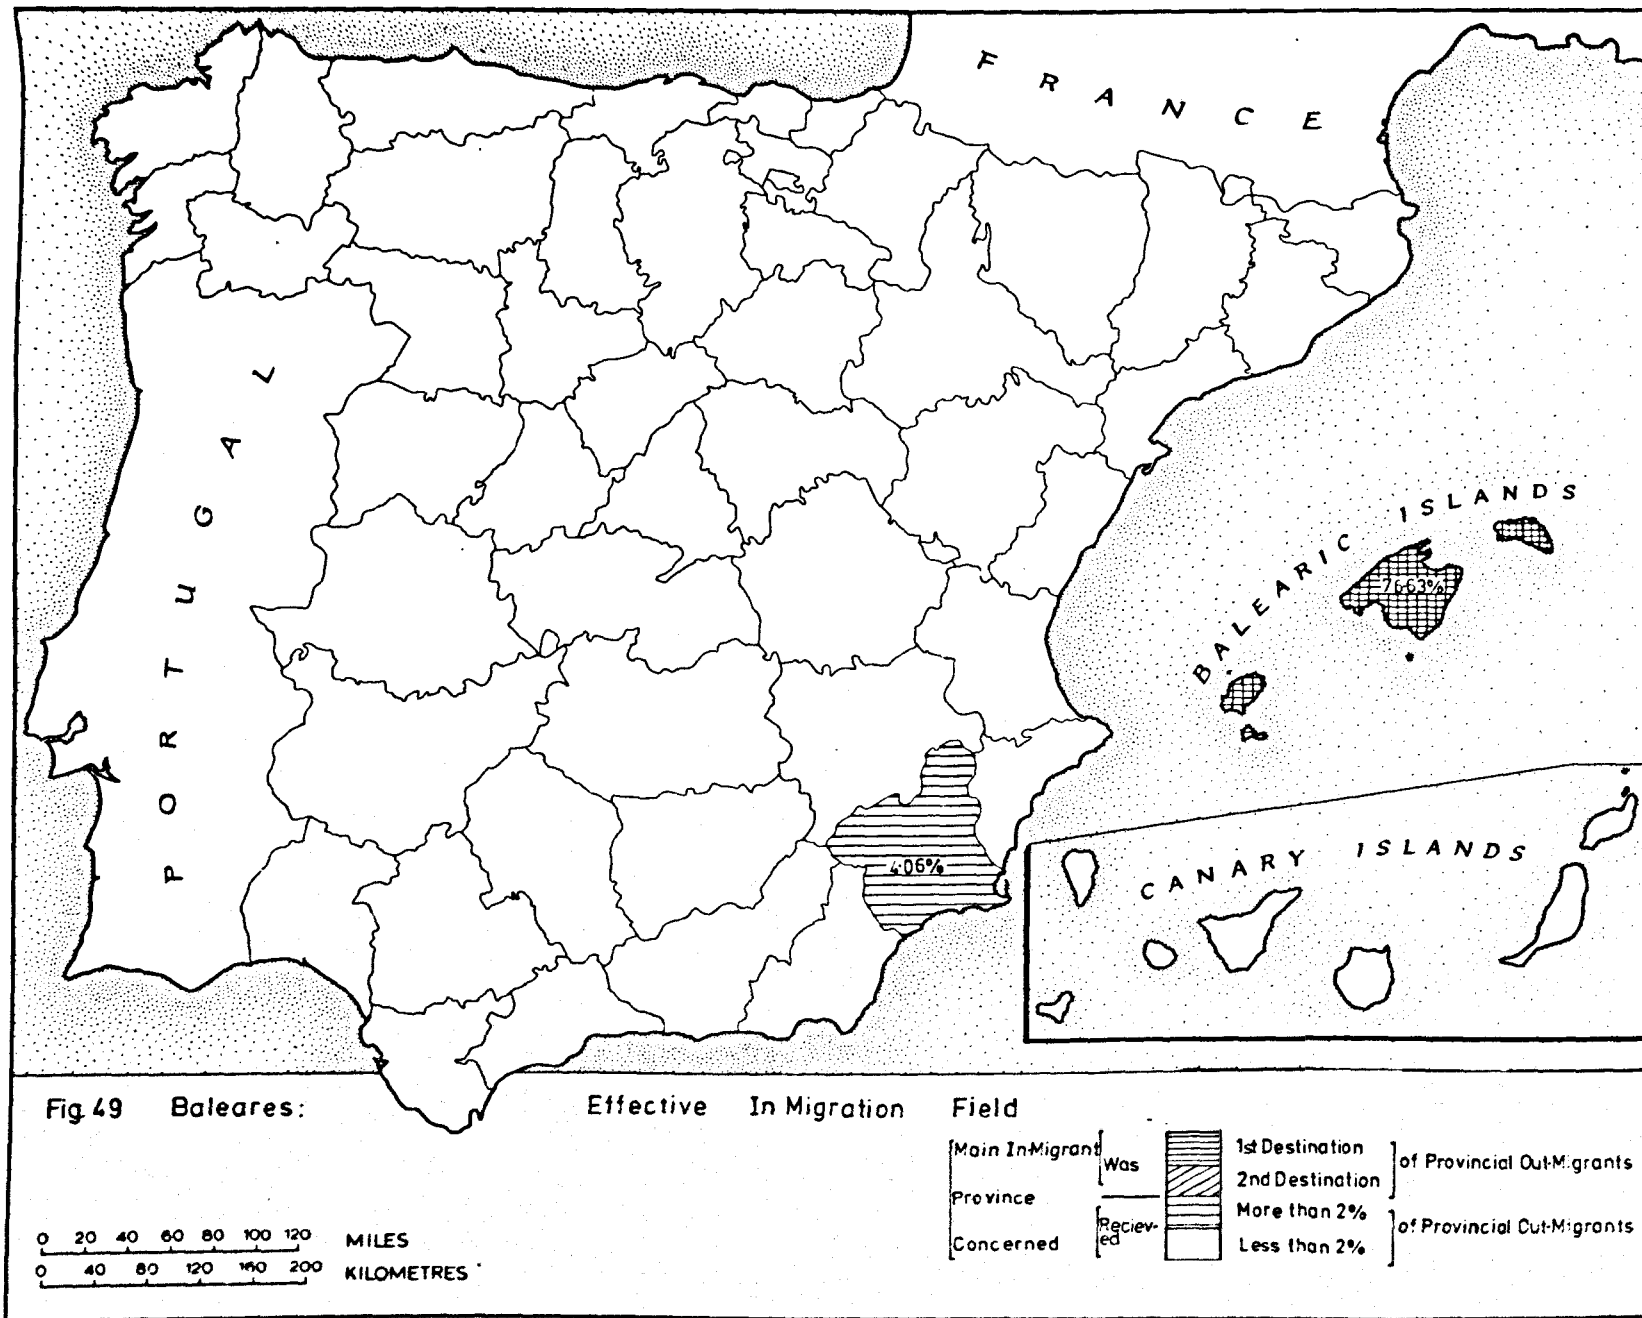 FRANCE
PORTUGAL
BALEARIC ISLANDS
76·63%
4·06%
CANARY ISLANDS
Fig. 49 Baleares: Effective In Migration Field
Main In-Migrant Province Concerned
Was
1st Destination
2nd Destination
of Provincial Out-Migrants
Reciev-
ed
More than 2%
Less than 2%
of Provincial Out-Migrants
0 20 40 60 80 100 120 MILES
0 40 80 120 160 200 KILOMETRES